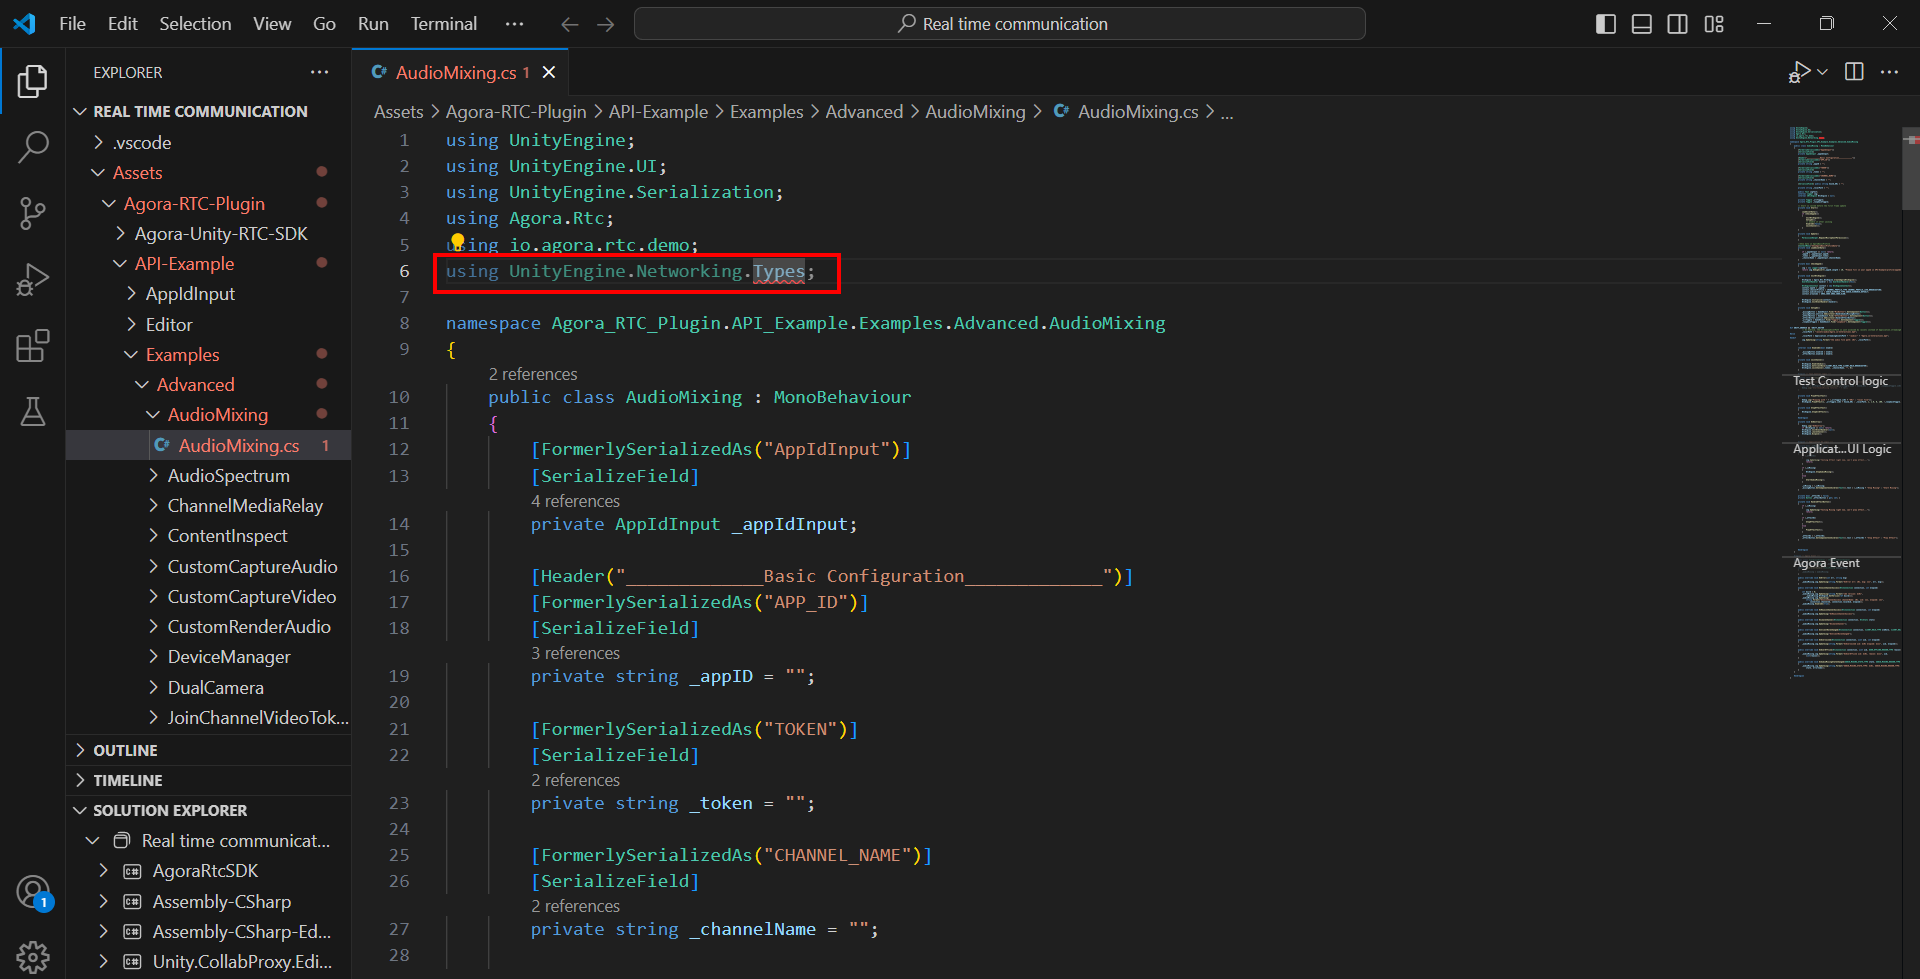 File Edit Selection View Go Run Terminal ··· Real time communication
EXPLORER ···
REAL TIME COMMUNICATION
.vscode
Assets
Agora-RTC-Plugin
Agora-Unity-RTC-SDK
API-Example
AppIdInput
Editor
Examples
Advanced
AudioMixing
AudioMixing.cs 1
AudioSpectrum
ChannelMediaRelay
ContentInspect
CustomCaptureAudio
CustomCaptureVideo
CustomRenderAudio
DeviceManager
DualCamera
JoinChannelVideoTok...
OUTLINE
TIMELINE
SOLUTION EXPLORER
Real time communicat...
AgoraRtcSDK
Assembly-CSharp
Assembly-CSharp-Ed...
Unity.CollabProxy.Edi...
1
C# AudioMixing.cs 1
Assets > Agora-RTC-Plugin > API-Example > Examples > Advanced > AudioMixing > C# AudioMixing.cs > ...
1 using UnityEngine;
2 using UnityEngine.UI;
3 using UnityEngine.Serialization;
4 using Agora.Rtc;
5 using io.agora.rtc.demo;
6 using UnityEngine.Networking.Types;
7
8 namespace Agora_RTC_Plugin.API_Example.Examples.Advanced.AudioMixing
9 {
2 references
10 public class AudioMixing : MonoBehaviour
11 {
12 [FormerlySerializedAs("AppIdInput")]
13 [SerializeField]
4 references
14 private AppIdInput _appIdInput;
15
16 [Header("_____________Basic Configuration_____________")]
17 [FormerlySerializedAs("APP_ID")]
18 [SerializeField]
3 references
19 private string _appID = "";
20
21 [FormerlySerializedAs("TOKEN")]
22 [SerializeField]
2 references
23 private string _token = "";
24
25 [FormerlySerializedAs("CHANNEL_NAME")]
26 [SerializeField]
2 references
27 private string _channelName = "";
28
Test Control logic
Applicat...UI Logic
Agora Event